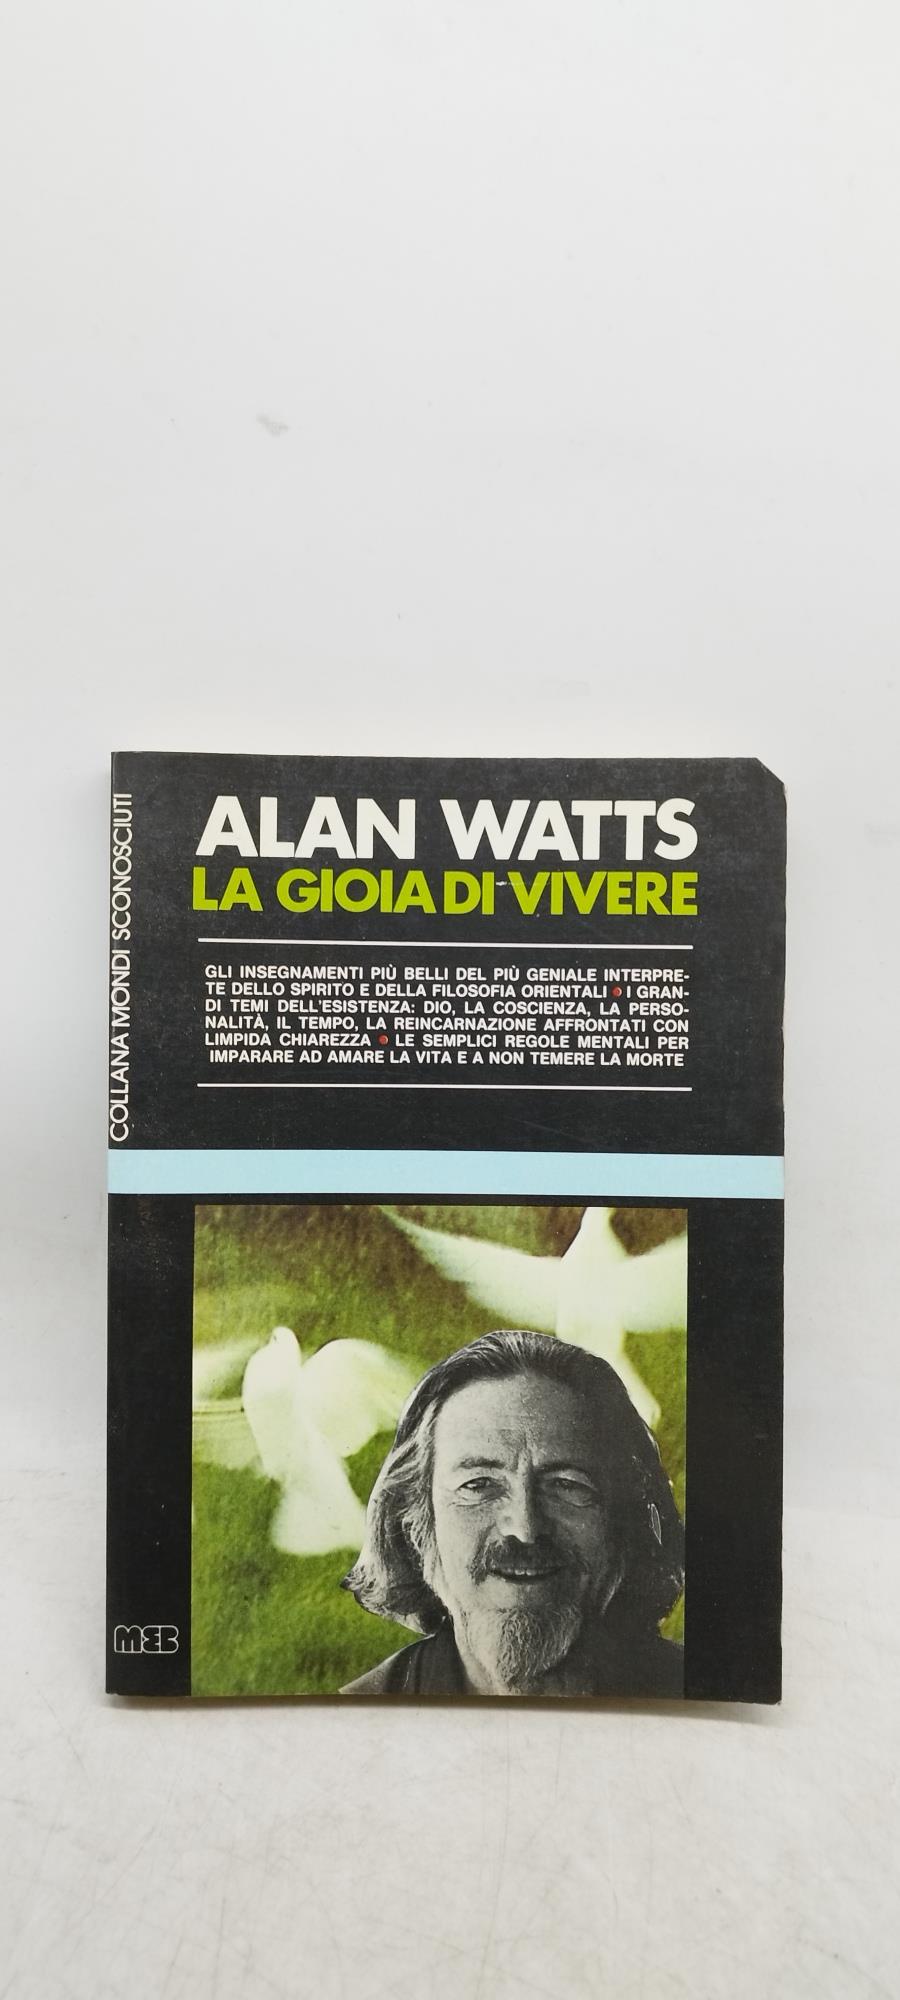 ALAN WATTS
LA GIOIA DI VIVERE
GLI INSEGNAMENTI PIÙ BELLI DEL PIÙ GENIALE INTERPRE-
TE DELLO SPIRITO E DELLA FILOSOFIA ORIENTALI • I GRAN-
DI TEMI DELL'ESISTENZA: DIO, LA COSCIENZA, LA PERSO-
NALITÀ, IL TEMPO, LA REINCARNAZIONE AFFRONTATI CON
LIMPIDA CHIAREZZA • LE SEMPLICI REGOLE MENTALI PER
IMPARARE AD AMARE LA VITA E A NON TEMERE LA MORTE
COLLANA MONDI SCONOSCIUTI
MEB